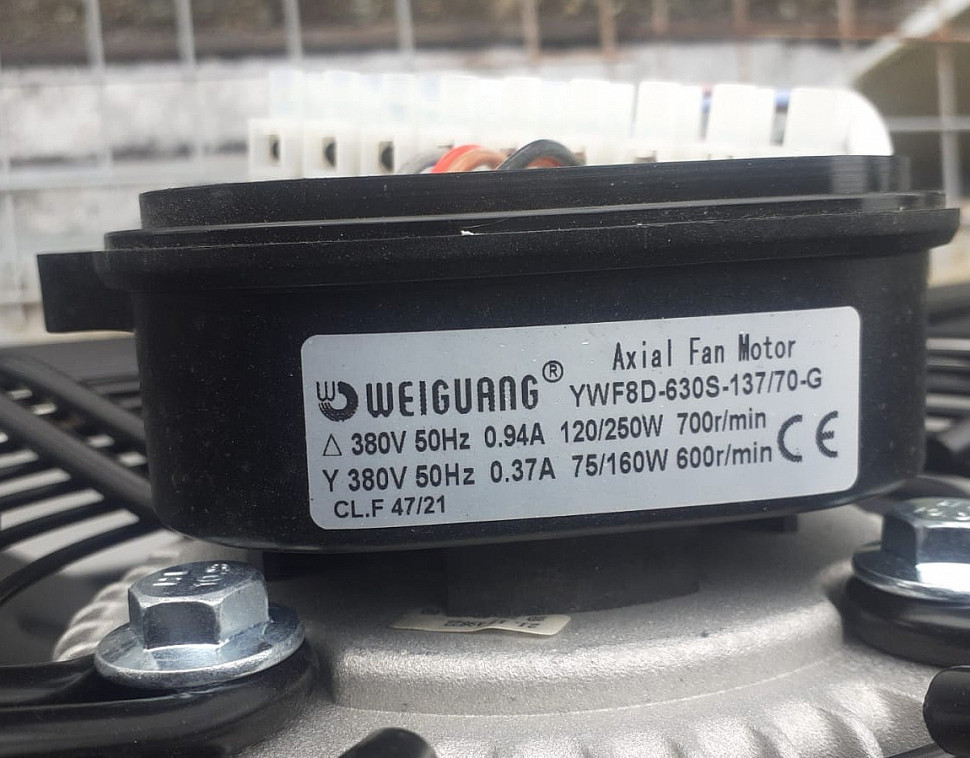 Axial Fan Motor
WEIGUANG® YWF8D-630S-137/70-G
△ 380V 50Hz 0.94A 120/250W 700r/min
Y 380V 50Hz 0.37A 75/160W 600r/min
CE
CL.F 47/21